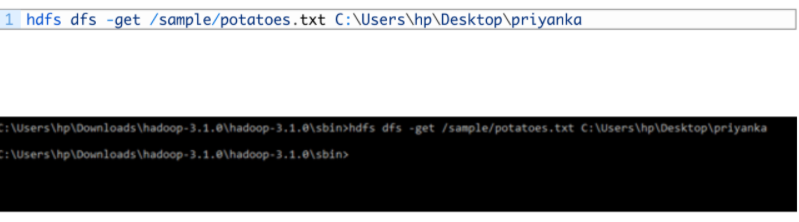 1 hdfs dfs -get /sample/potatoes.txt C:\Users\hp\Desktop\priyanka
C:\Users\hp\Downloads\hadoop-3.1.0\hadoop-3.1.0\sbin>hdfs dfs -get /sample/potatoes.txt C:\Users\hp\Desktop\priyanka
C:\Users\hp\Downloads\hadoop-3.1.0\hadoop-3.1.0\sbin>